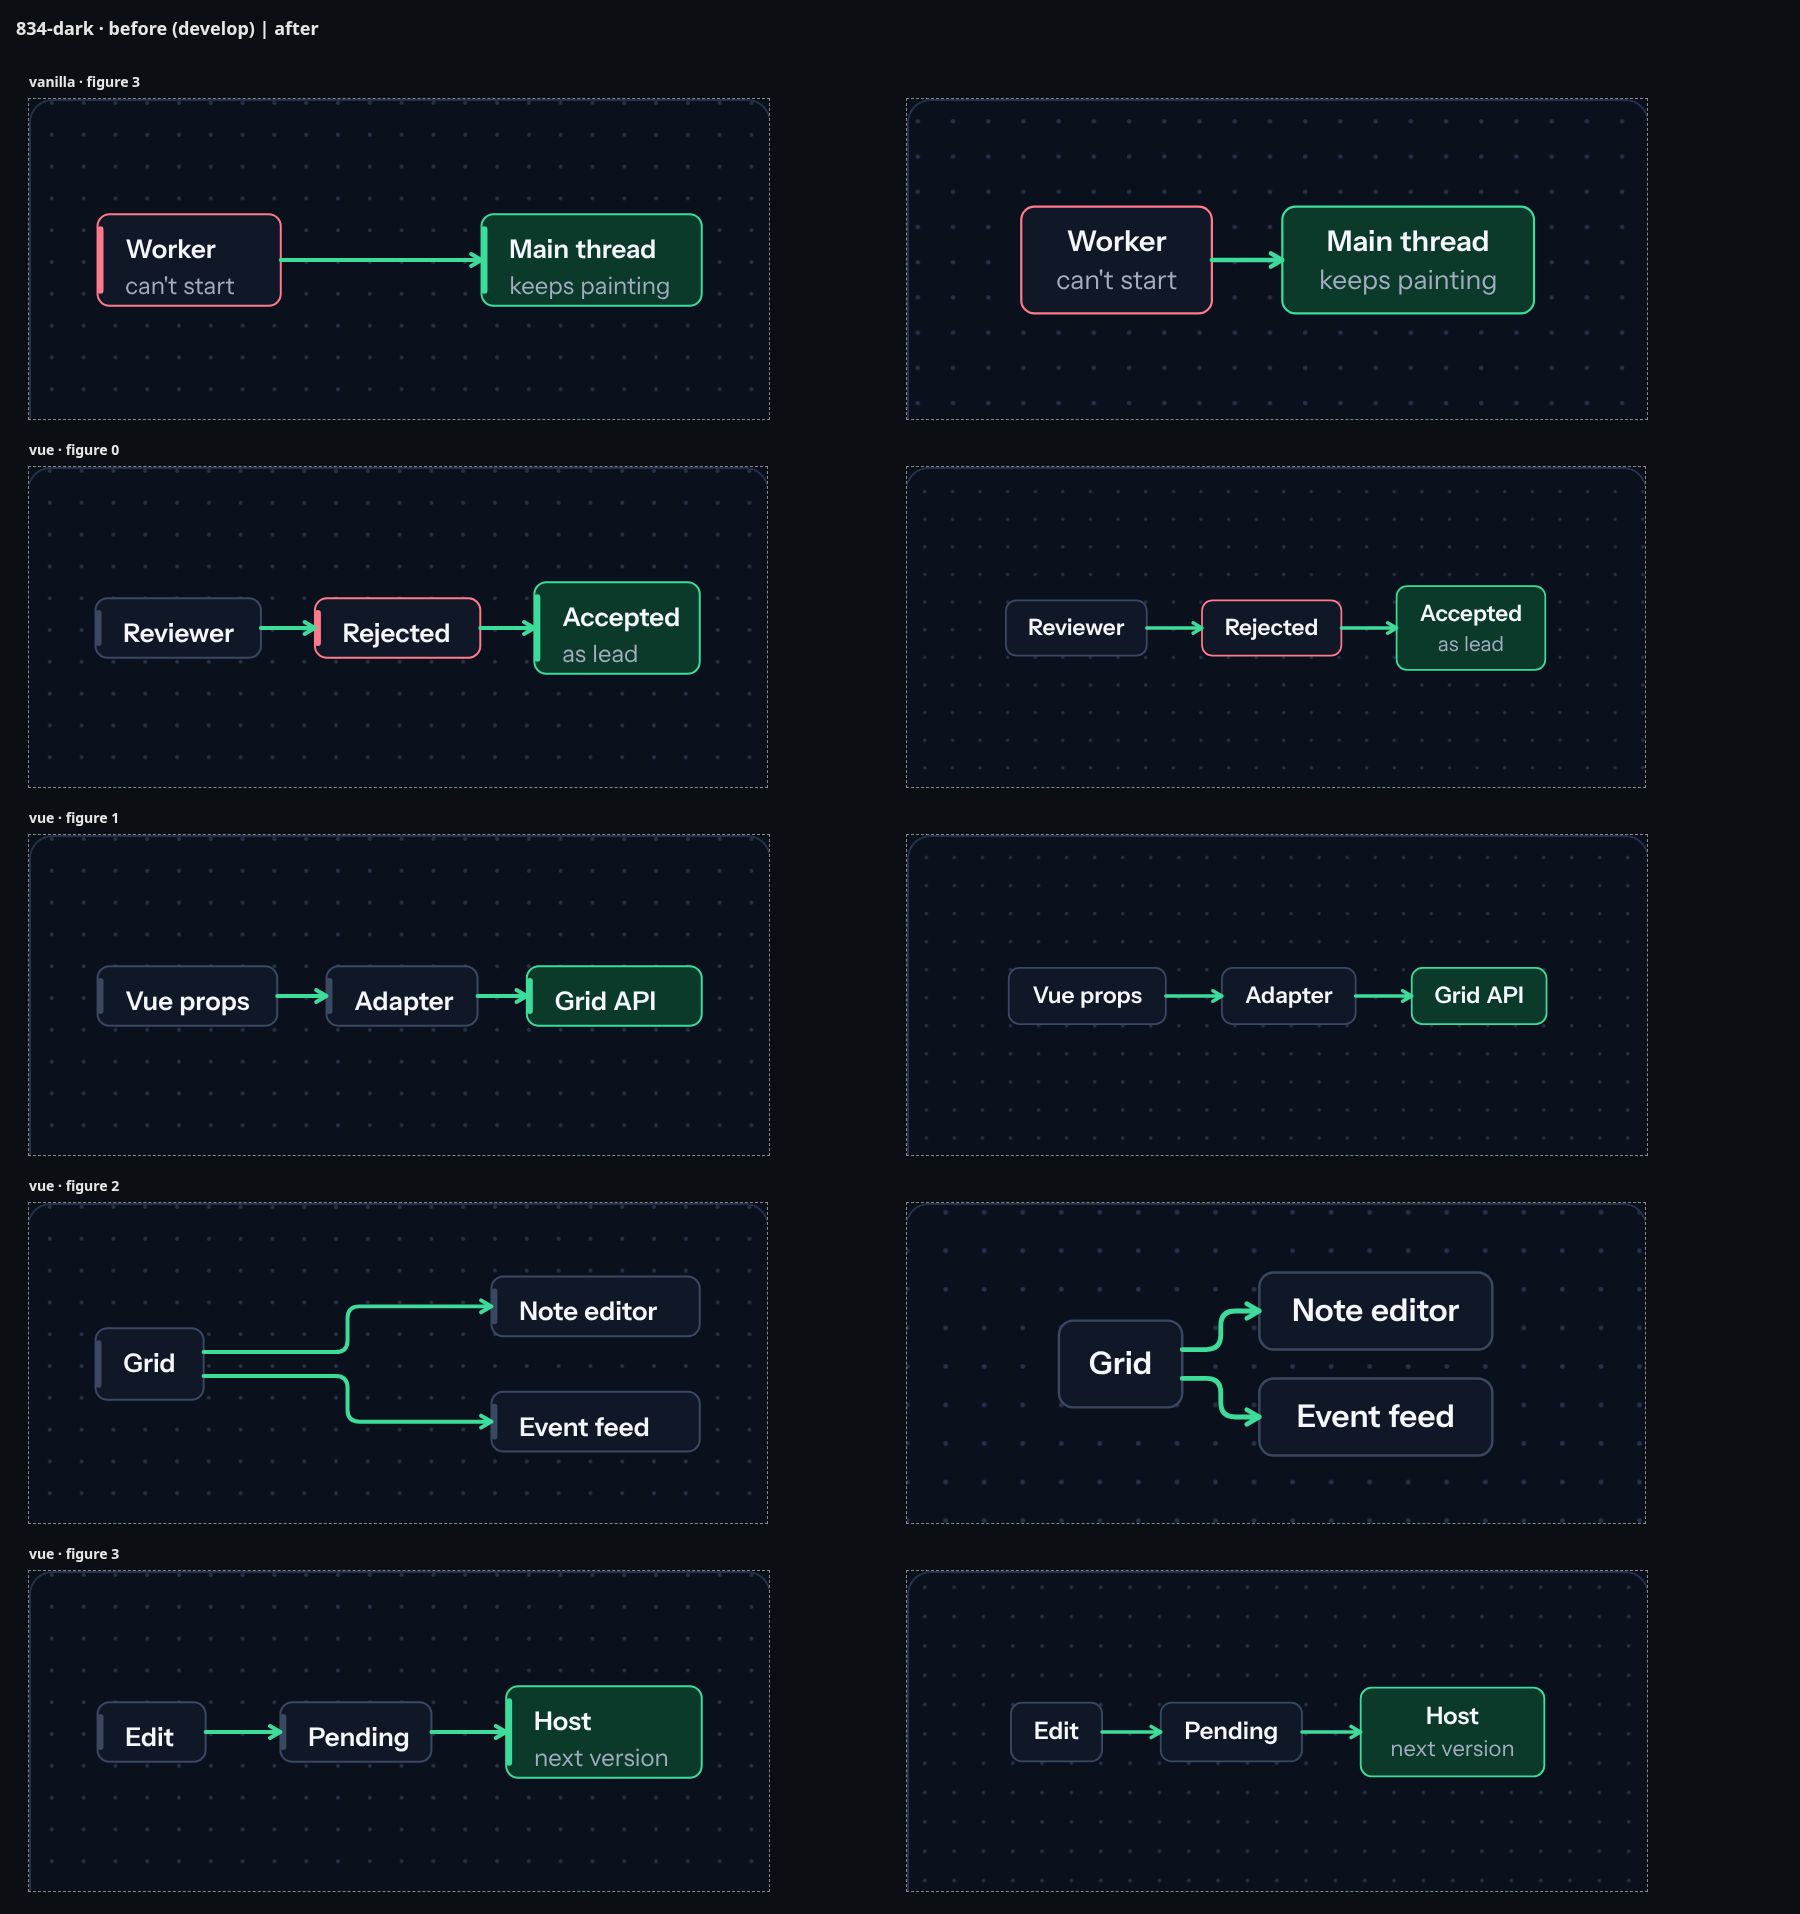 834-dark · before (develop) | after
vanilla · figure 3
Worker
can't start
Main thread
keeps painting
Worker
can't start
Main thread
keeps painting
vue · figure 0
Reviewer
Rejected
Accepted
as lead
Reviewer
Rejected
Accepted
as lead
vue · figure 1
Vue props
Adapter
Grid API
Vue props
Adapter
Grid API
vue · figure 2
Grid
Note editor
Event feed
Grid
Note editor
Event feed
vue · figure 3
Edit
Pending
Host
next version
Edit
Pending
Host
next version